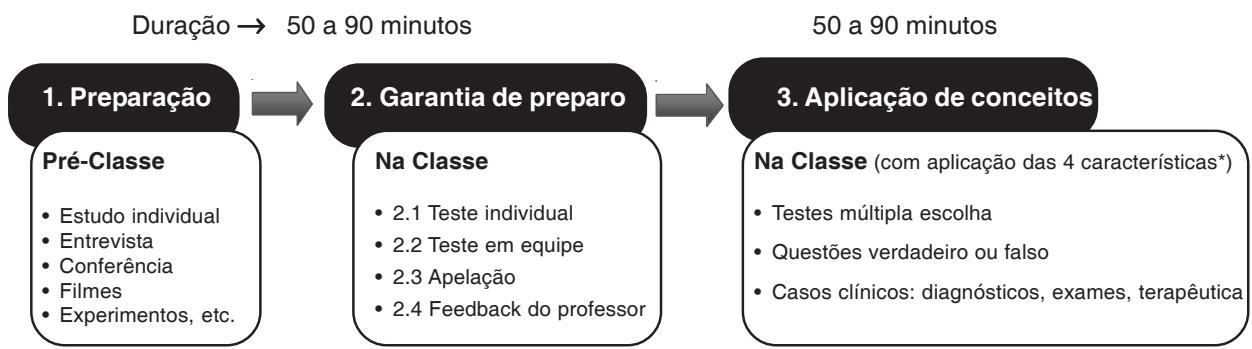 Duração → 50 a 90 minutos
50 a 90 minutos
1. Preparação
Pré-Classe
• Estudo individual
• Entrevista
• Conferência
• Filmes
• Experimentos, etc.
2. Garantia de preparo
Na Classe
• 2.1 Teste individual
• 2.2 Teste em equipe
• 2.3 Apelação
• 2.4 Feedback do professor
3. Aplicação de conceitos
Na Classe (com aplicação das 4 características*)
• Testes múltipla escolha
• Questões verdadeiro ou falso
• Casos clínicos: diagnósticos, exames, terapêutica